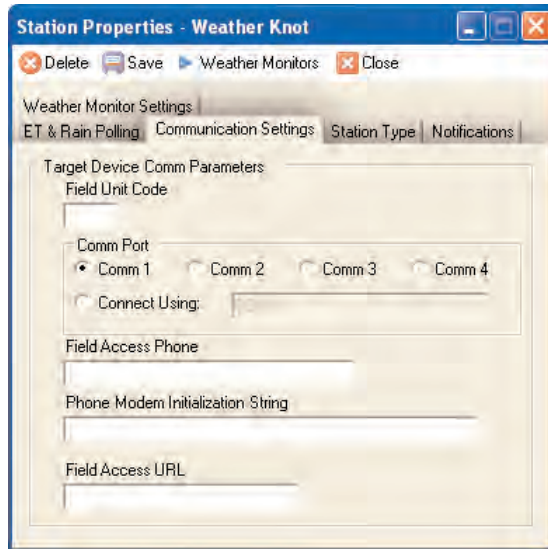 Station Properties - Weather Knot
Delete Save Weather Monitors Close
Weather Monitor Settings
ET & Rain Polling Communication Settings Station Type Notifications
Target Device Comm Parameters
Field Unit Code
Comm Port
Comm 1 Comm 2 Comm 3 Comm 4
Connect Using:
Field Access Phone
Phone Modem Initialization String
Field Access URL